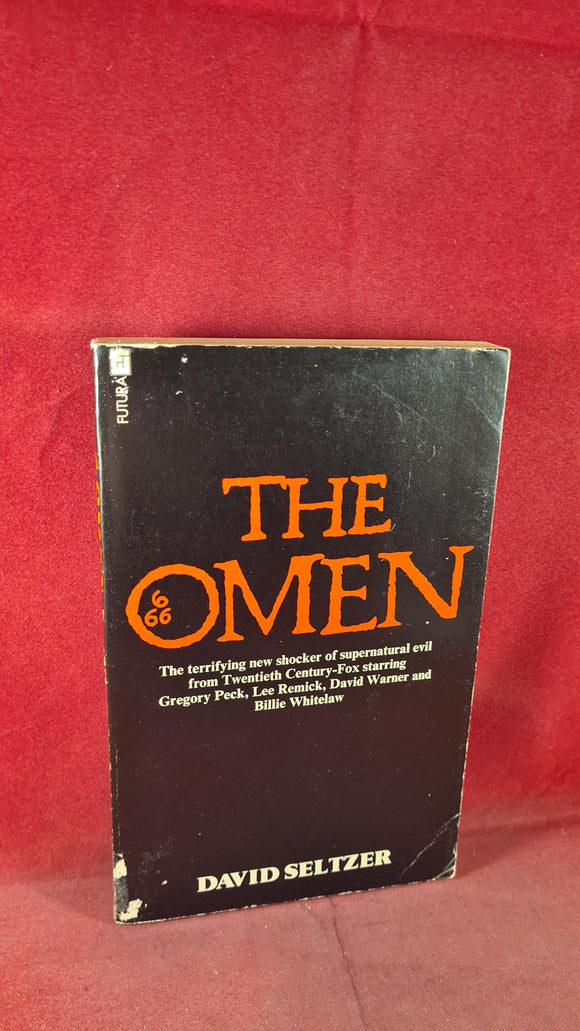 FUTURA
THE
OMEN
6
66
The terrifying new shocker of supernatural evil
from Twentieth Century-Fox starring
Gregory Peck, Lee Remick, David Warner and
Billie Whitelaw
DAVID SELTZER